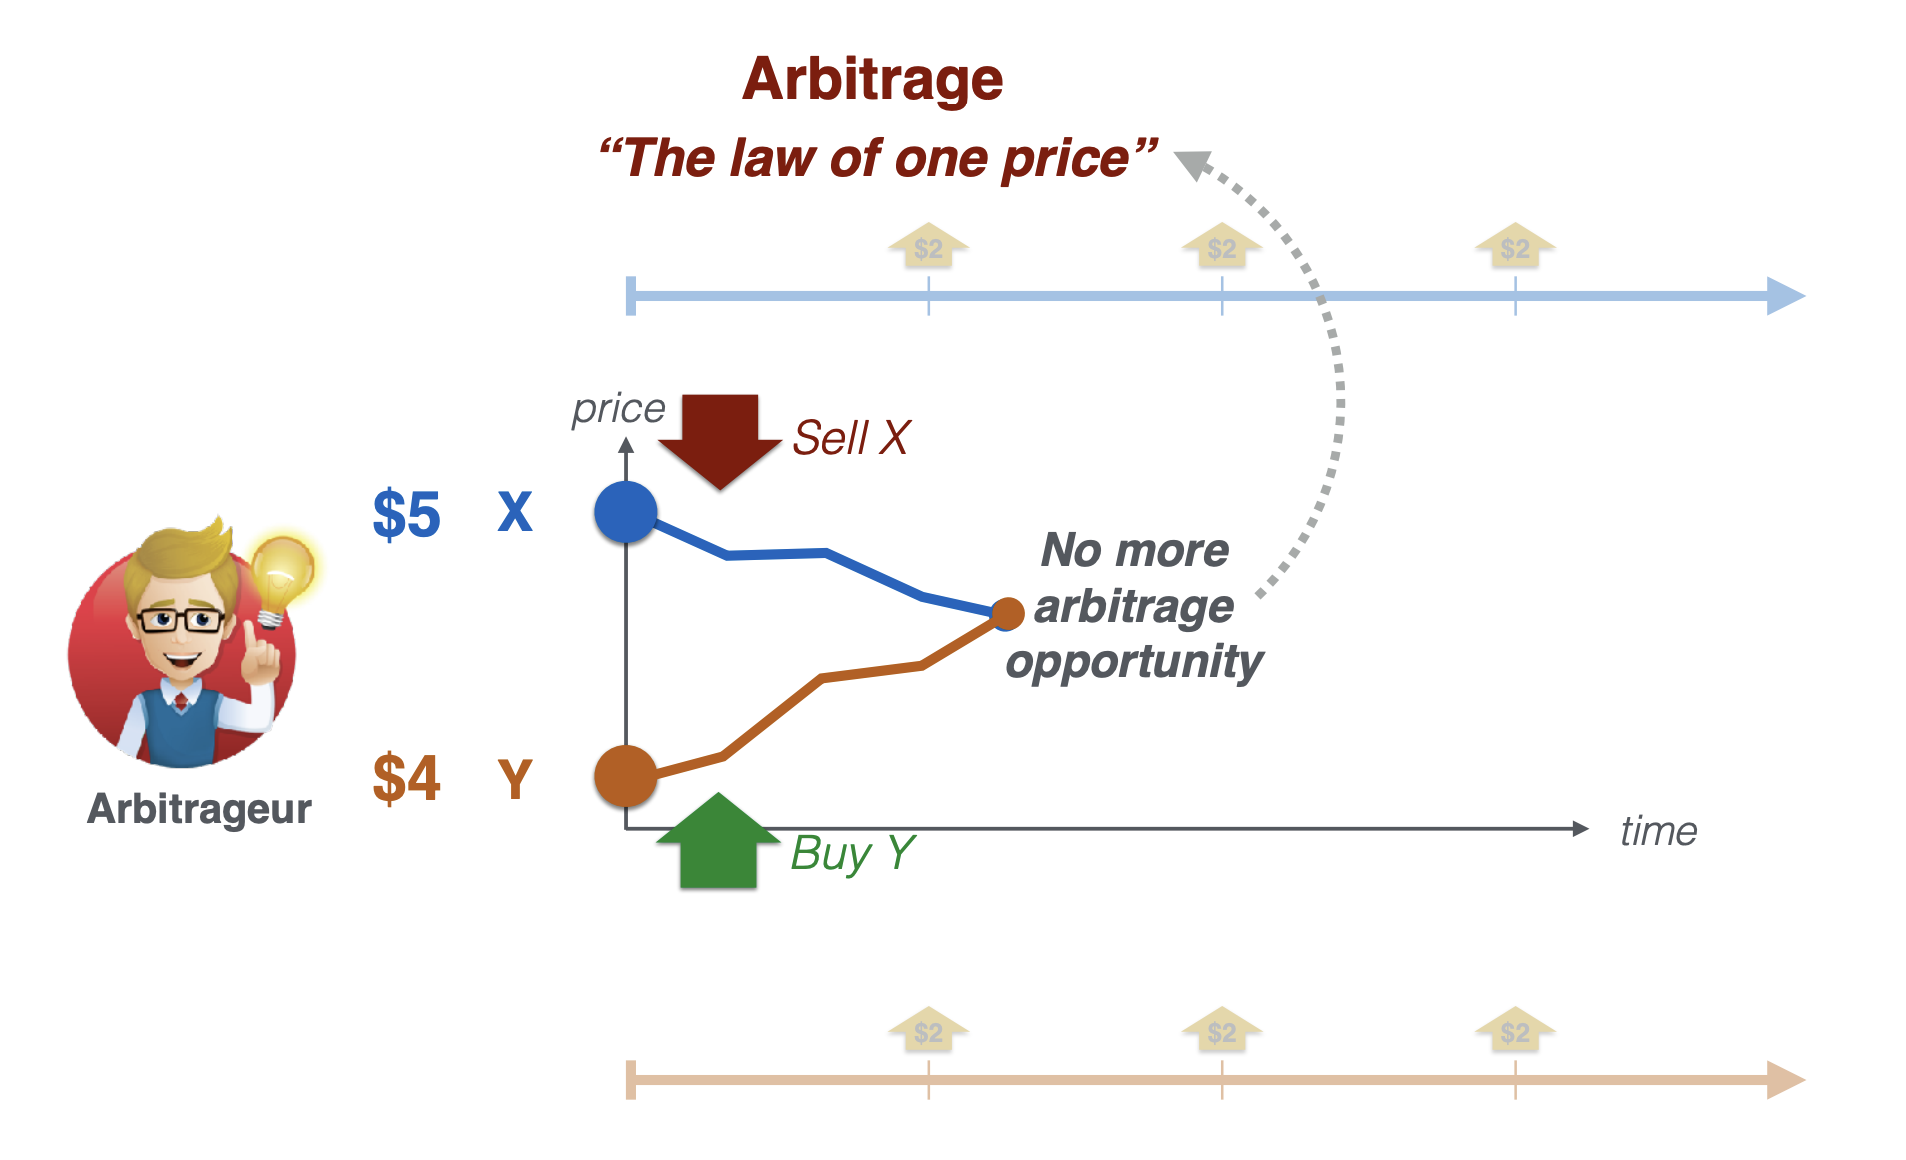 Arbitrage
“The law of one price”
$2 $2 $2
price
Sell X
$5 X
No more
arbitrage
opportunity
$4 Y
Arbitrageur
time
Buy Y
$2 $2 $2